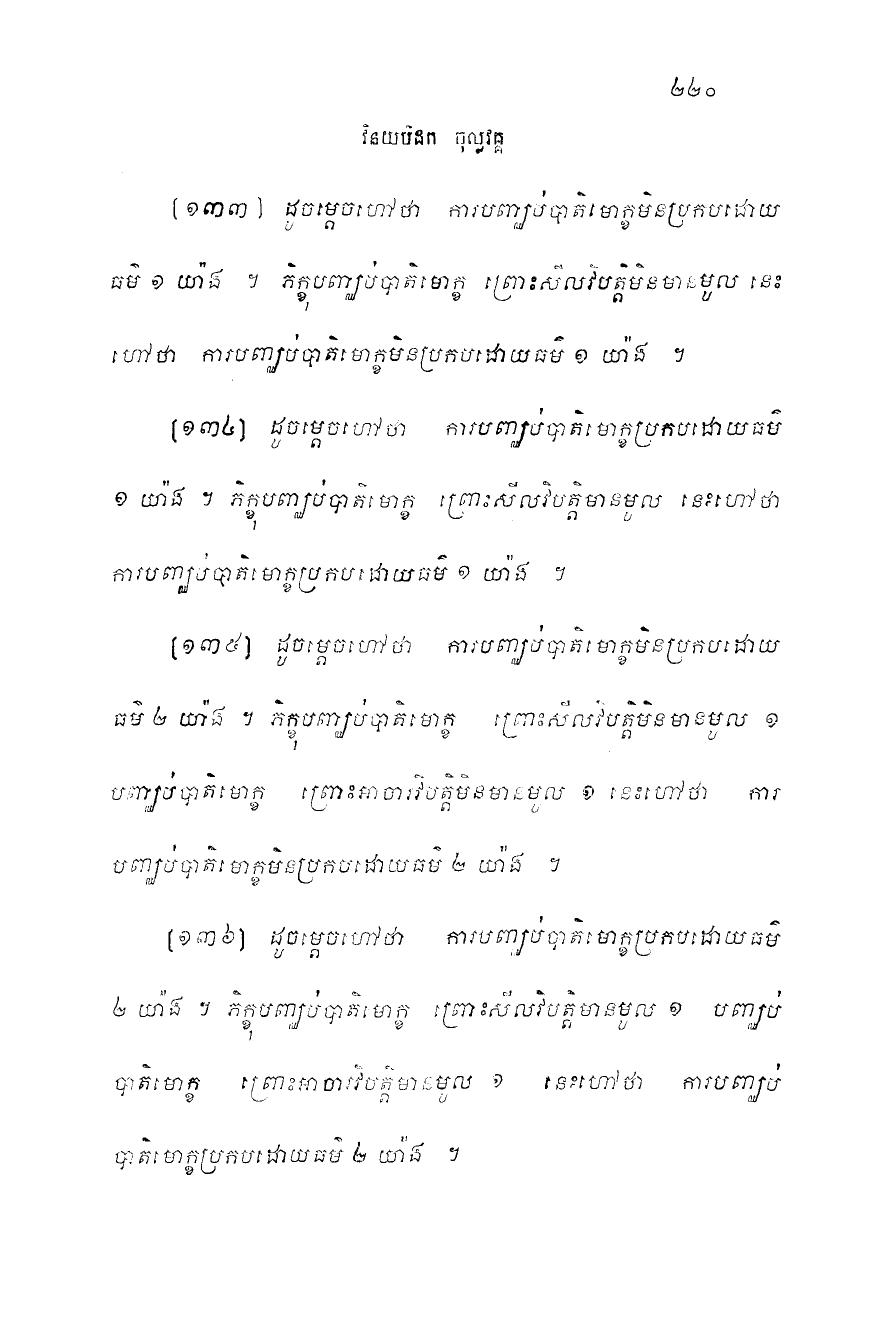 ២២០
វិនយបិដក ចុល្លវគ្គ
[១៣៣] ដូចម្តេចហៅថា ការបញ្ឈប់បាតិមោក្ខមិនប្រកបដោយ
ធម៌ ១ យ៉ាង ។ ភិក្ខុបញ្ឈប់បាតិមោក្ខ ព្រោះសីលវិបត្តិមិនមានមូល នេះ
ហៅថា ការបញ្ឈប់បាតិមោក្ខមិនប្រកបដោយធម៌ ១ យ៉ាង ។
[១៣៤] ដូចម្តេចហៅថា ការបញ្ឈប់បាតិមោក្ខប្រកបដោយធម៌
១ យ៉ាង ។ ភិក្ខុបញ្ឈប់បាតិមោក្ខ ព្រោះសីលវិបត្តិមានមូល នេះហៅថា
ការបញ្ឈប់បាតិមោក្ខប្រកបដោយធម៌ ១ យ៉ាង ។
[១៣៥] ដូចម្តេចហៅថា ការបញ្ឈប់បាតិមោក្ខមិនប្រកបដោយ
ធម៌ ២ យ៉ាង ។ ភិក្ខុបញ្ឈប់បាតិមោក្ខ ព្រោះសីលវិបត្តិមិនមានមូល ១
បញ្ឈប់បាតិមោក្ខ ព្រោះអាចារវិបត្តិមិនមានមូល ១ នេះហៅថា ការ
បញ្ឈប់បាតិមោក្ខមិនប្រកបដោយធម៌ ២ យ៉ាង ។
[១៣៦] ដូចម្តេចហៅថា ការបញ្ឈប់បាតិមោក្ខប្រកបដោយធម៌
២ យ៉ាង ។ ភិក្ខុបញ្ឈប់បាតិមោក្ខ ព្រោះសីលវិបត្តិមានមូល ១ បញ្ឈប់
បាតិមោក្ខ ព្រោះអាចារវិបត្តិមានមូល ១ នេះហៅថា ការបញ្ឈប់
បាតិមោក្ខប្រកបដោយធម៌ ២ យ៉ាង ។